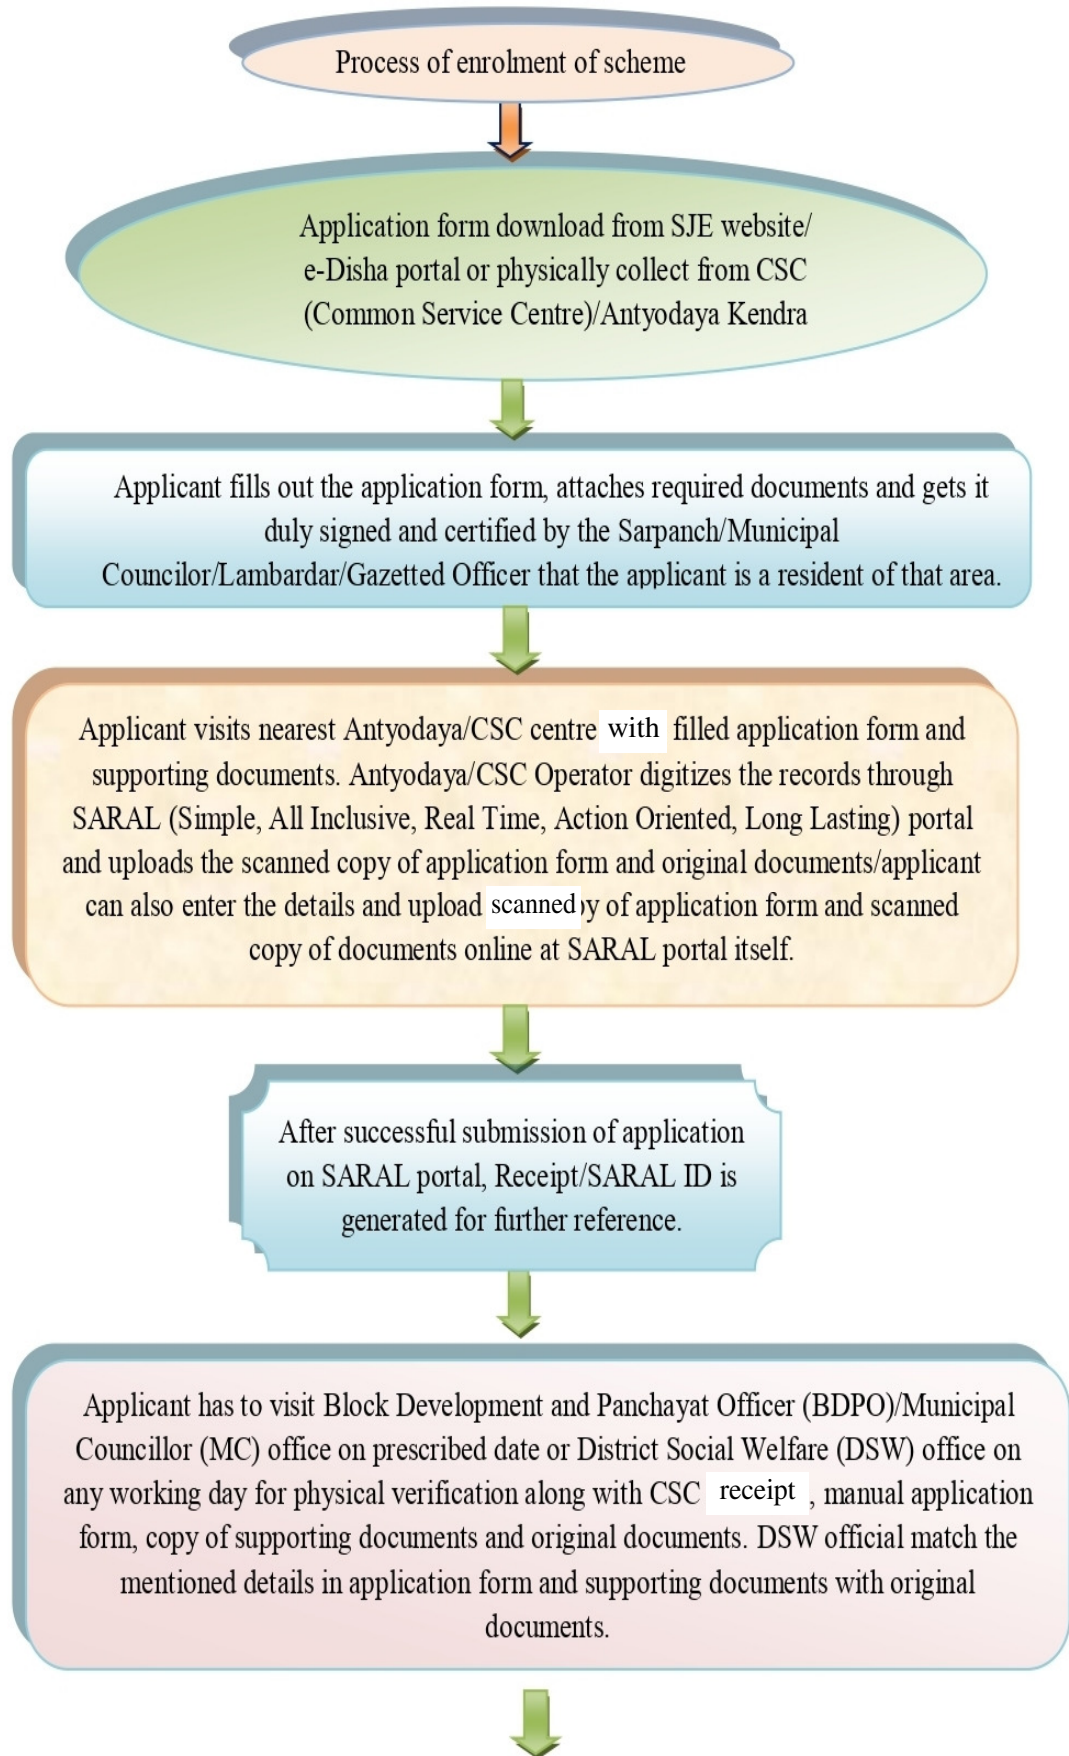 Process of enrolment of scheme
Application form download from SJE website/
e-Disha portal or physically collect from CSC
(Common Service Centre)/Antyodaya Kendra
Applicant fills out the application form, attaches required documents and gets it
duly signed and certified by the Sarpanch/Municipal
Councilor/Lambardar/Gazetted Officer that the applicant is a resident of that area.
Applicant visits nearest Antyodaya/CSC centre with filled application form and
supporting documents. Antyodaya/CSC Operator digitizes the records through
SARAL (Simple, All Inclusive, Real Time, Action Oriented, Long Lasting) portal
and uploads the scanned copy of application form and original documents/applicant
can also enter the details and upload scanned of application form and scanned
copy of documents online at SARAL portal itself.
After successful submission of application
on SARAL portal, Receipt/SARAL ID is
generated for further reference.
Applicant has to visit Block Development and Panchayat Officer (BDPO)/Municipal
Councillor (MC) office on prescribed date or District Social Welfare (DSW) office on
any working day for physical verification along with CSC receipt , manual application
form, copy of supporting documents and original documents. DSW official match the
mentioned details in application form and supporting documents with original
documents.